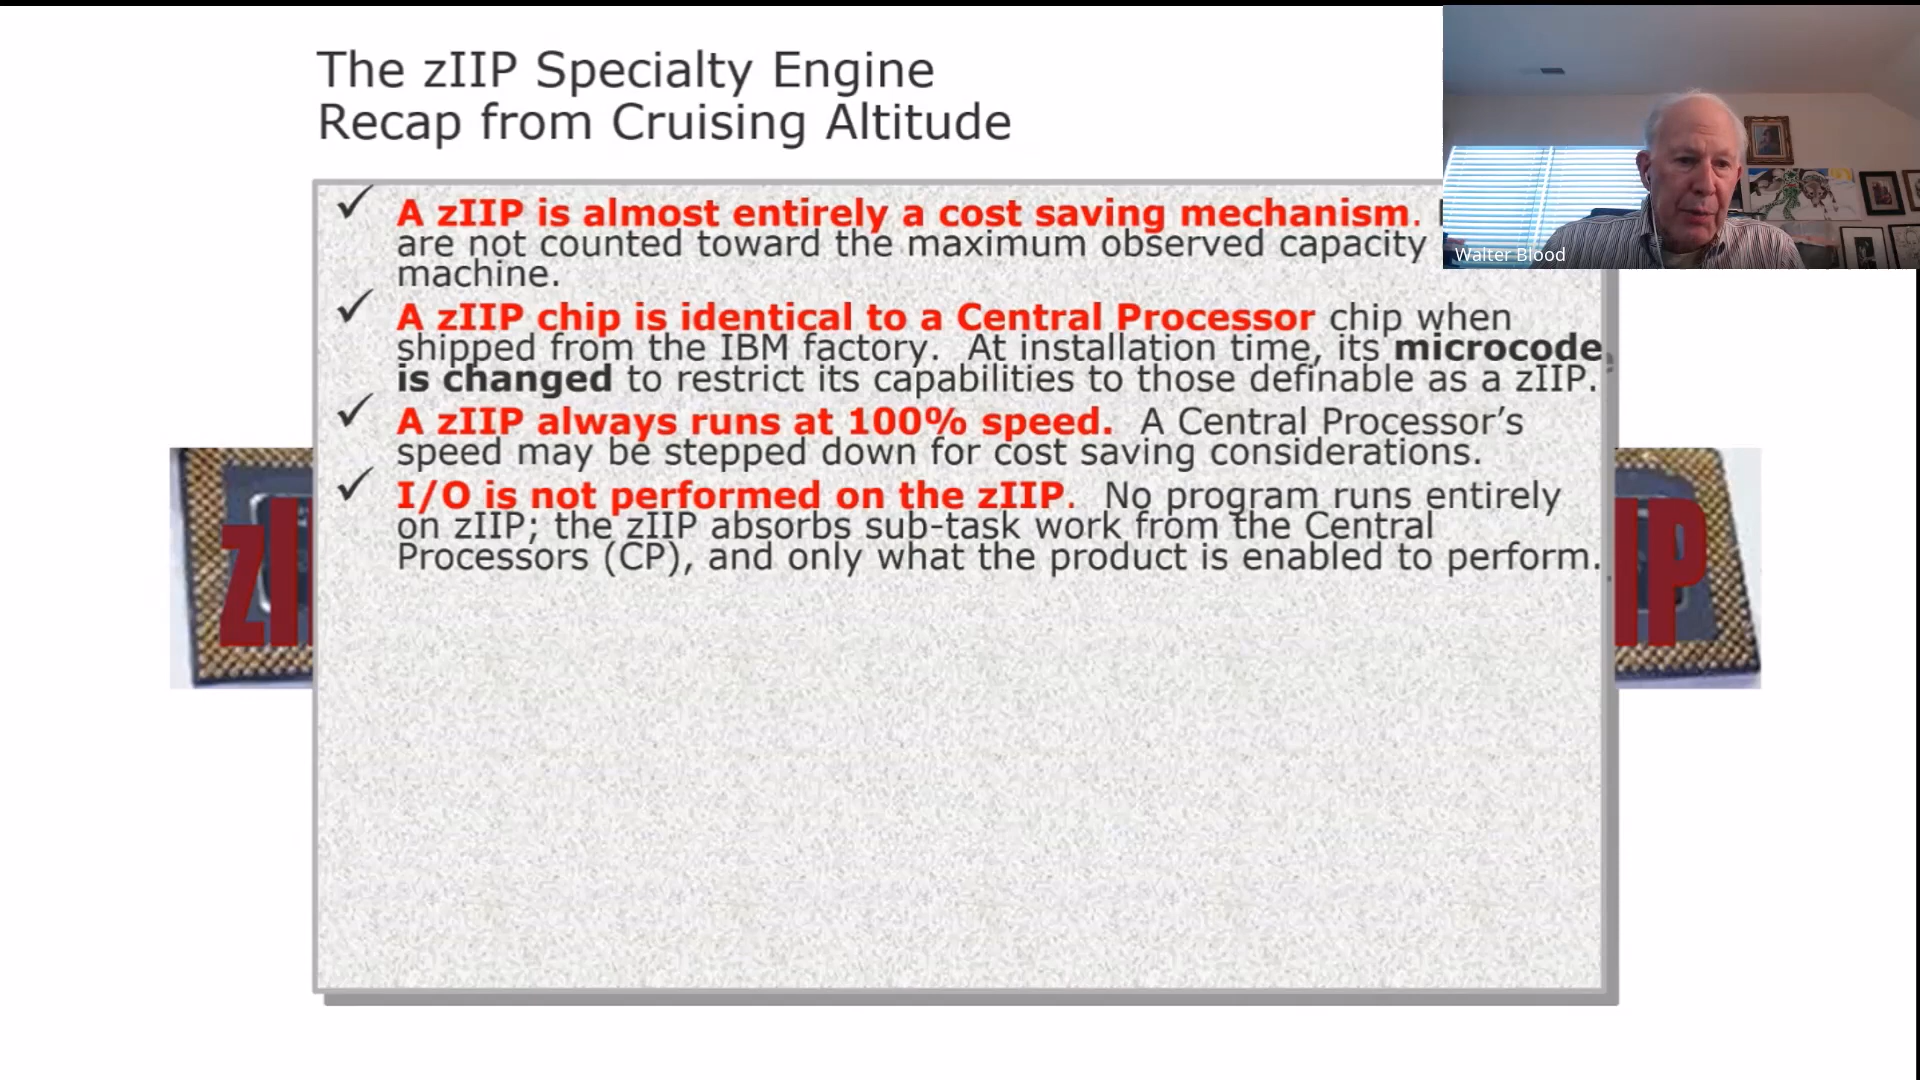 The zIIP Specialty Engine
Recap from Cruising Altitude
A zIIP is almost entirely a cost saving mechanism.
are not counted toward the maximum observed capacity
machine.
A zIIP chip is identical to a Central Processor chip when
shipped from the IBM factory. At installation time, its microcode
is changed to restrict its capabilities to those definable as a zIIP.
A zIIP always runs at 100% speed. A Central Processor’s
speed may be stepped down for cost saving considerations.
I/O is not performed on the zIIP. No program runs entirely
on zIIP; the zIIP absorbs sub-task work from the Central
Processors (CP), and only what the product is enabled to perform.
Walter Blood
zI
IP